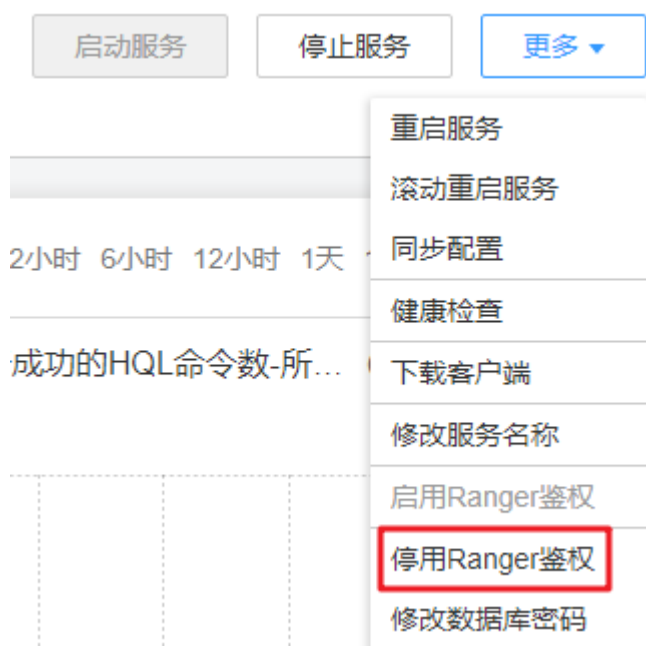 启动服务 停止服务 更多
重启服务
滚动重启服务
2小时 6小时 12小时 1天
同步配置
健康检查
成功的HQL命令数-所...
下载客户端
修改服务名称
启用Ranger鉴权
停用Ranger鉴权
修改数据库密码